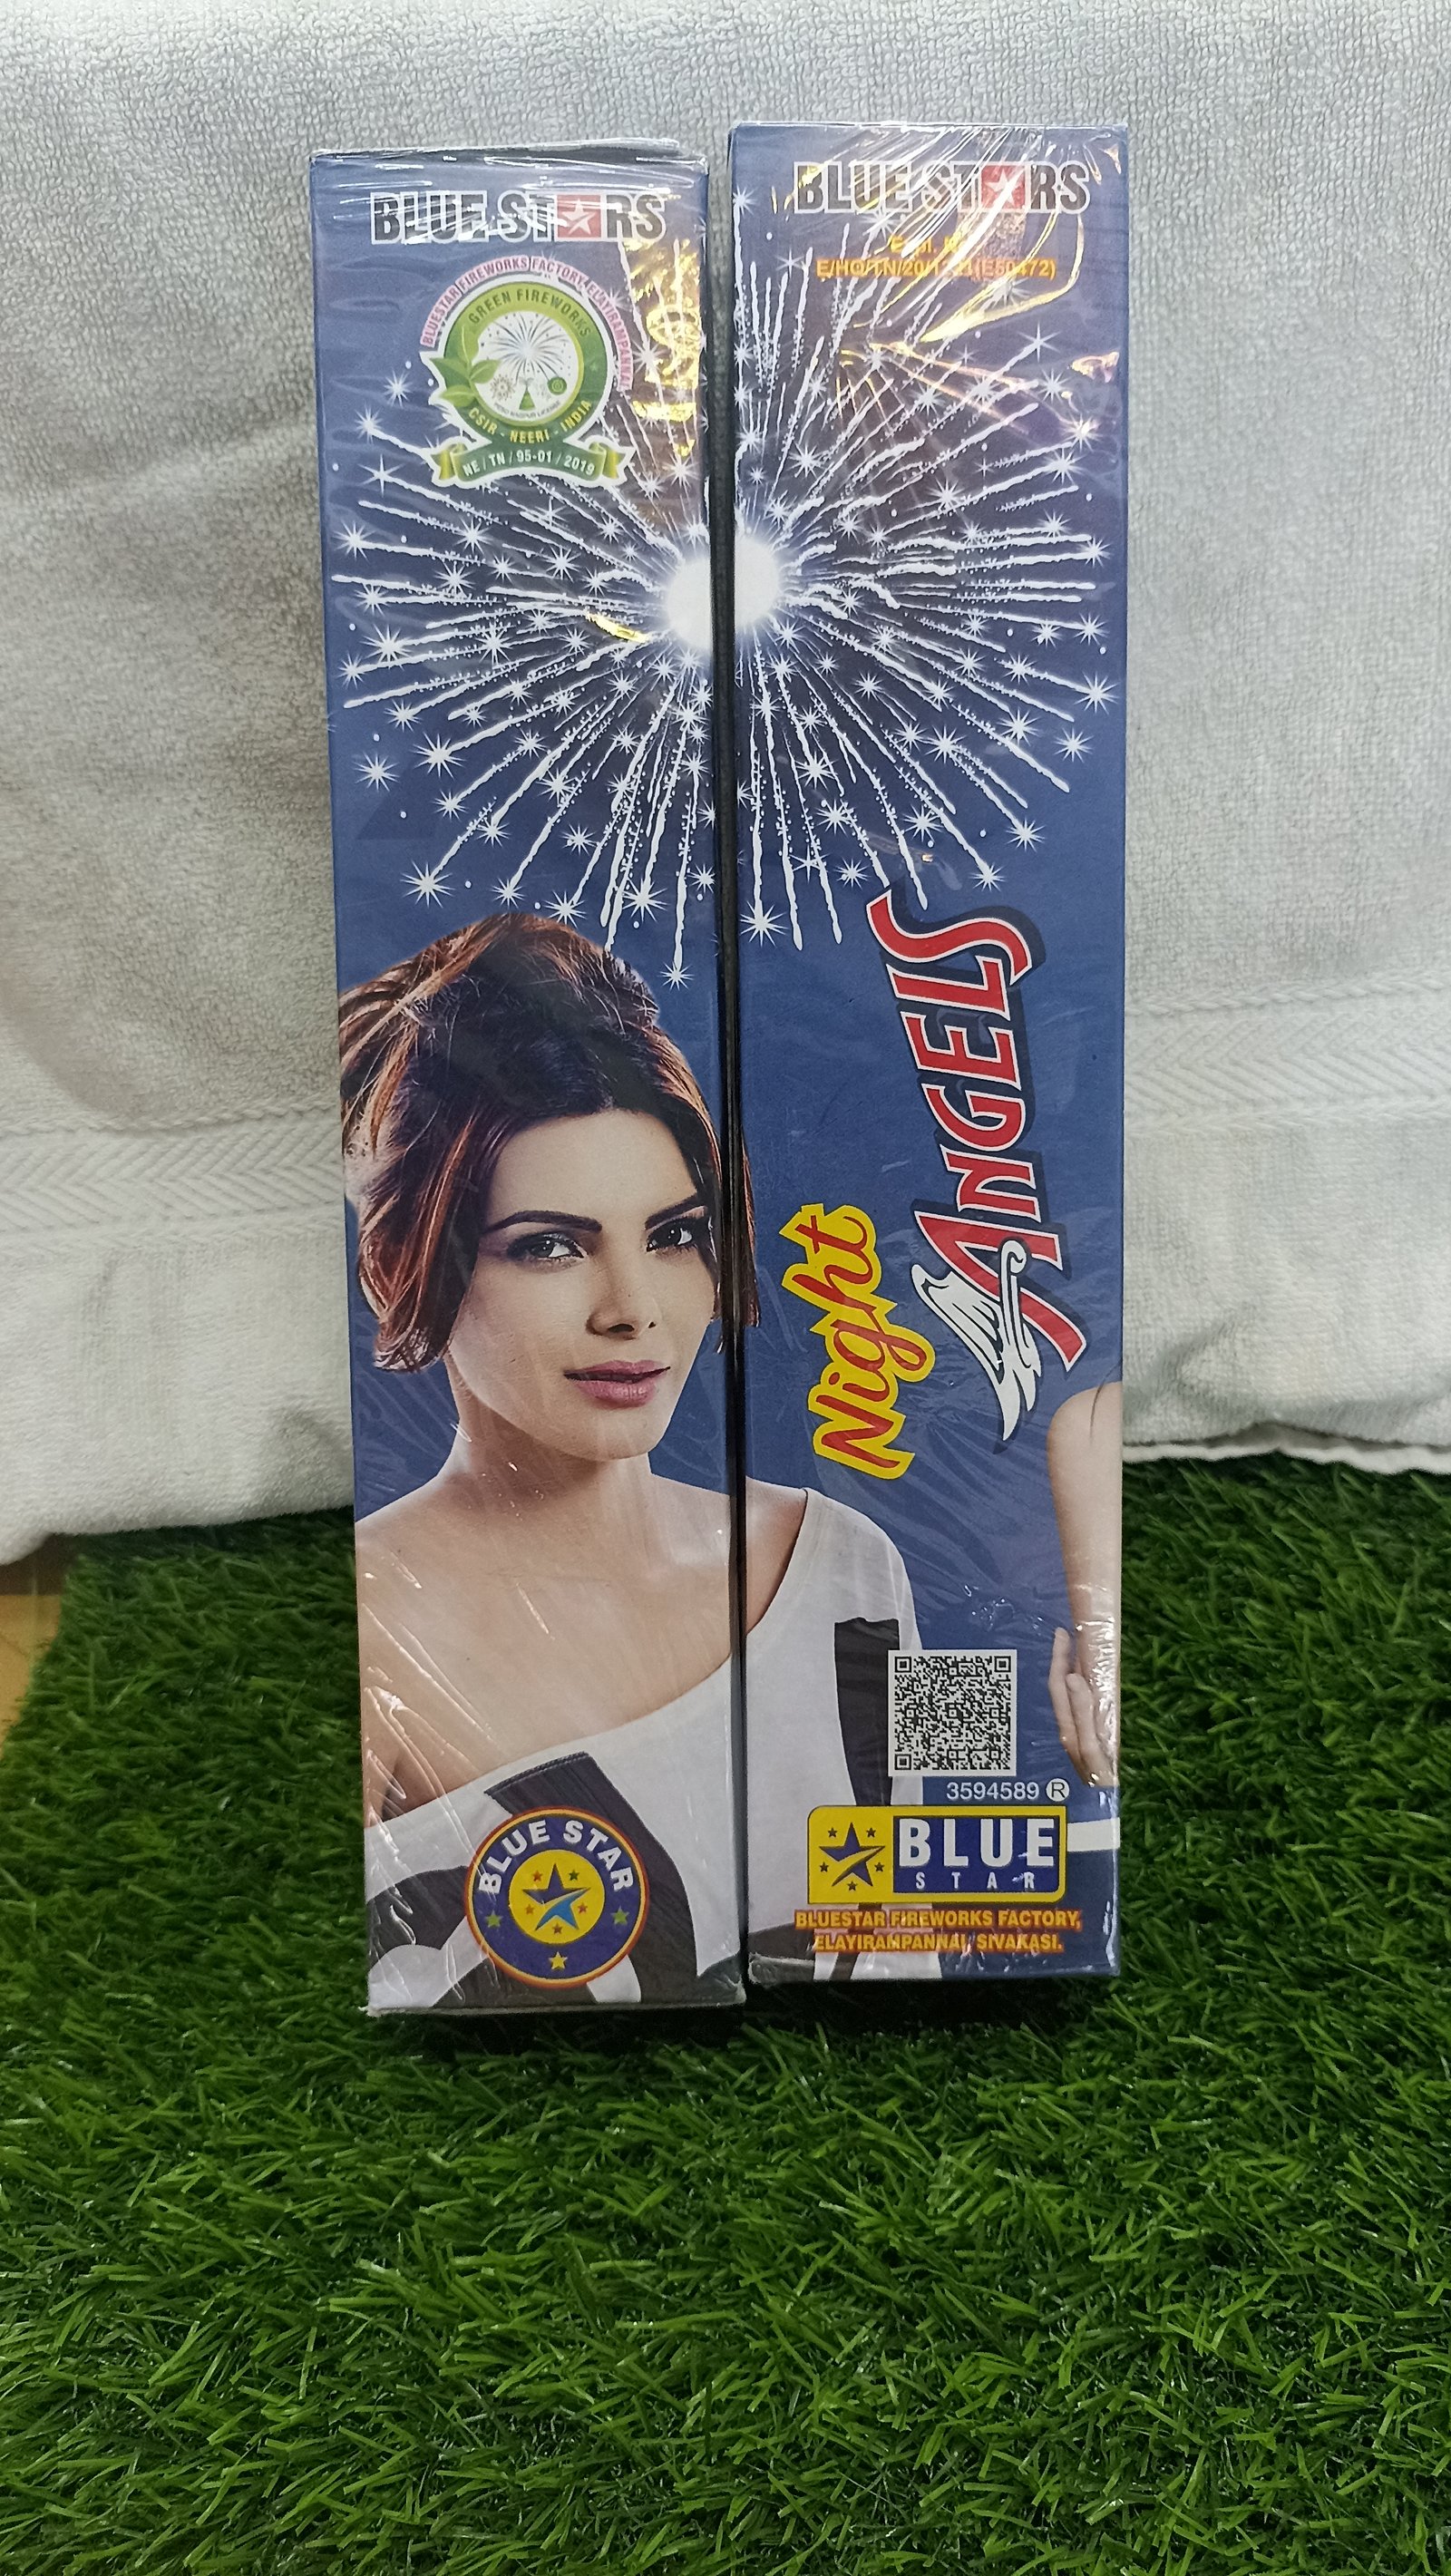 BLUE STARS
BLUESTAR FIREWORKS FACTORY, ELAYIRAMPANNAI
GREEN FIREWORKS
CSIR - NEERI - INDIA
NE / TN / 95-01 / 2019
BLUE STAR
BLUE STARS
Night
ANGELS
3594589 ®
BLUE
STAR
BLUESTAR FIREWORKS FACTORY,
ELAYIRAMPANNAI, SIVAKASI.